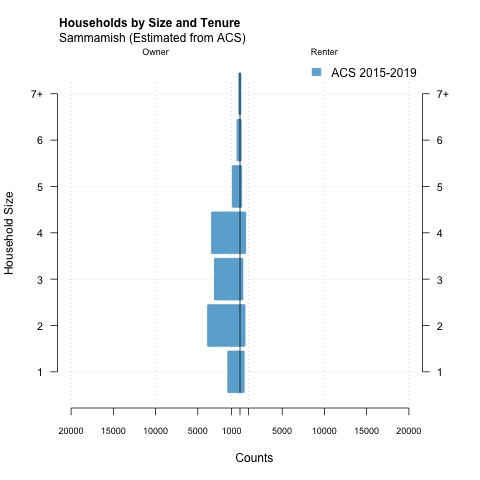 Households by Size and Tenure
Sammamish (Estimated from ACS)
Owner Renter
ACS 2015-2019
7+ 7+
6 6
5 5
4 4
3 3
2 2
1 1
Household Size
20000 15000 10000 5000 1000 5000 10000 15000 20000
Counts